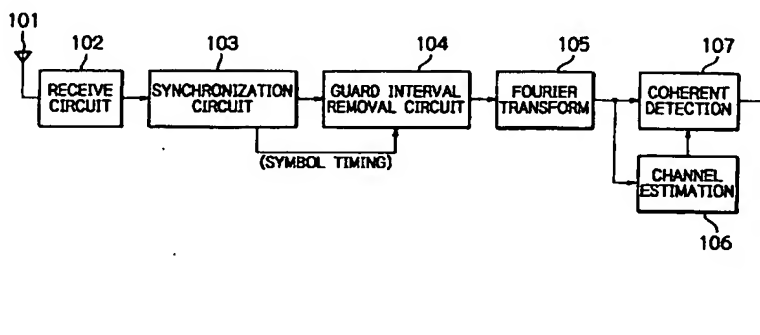 101
102
103
104
105
107
RECEIVE
CIRCUIT
SYNCHRONIZATION
CIRCUIT
GUARD INTERVAL
REMOVAL CIRCUIT
FOURIER
TRANSFORM
COHERENT
DETECTION
(SYMBOL TIMING)
CHANNEL
ESTIMATION
106